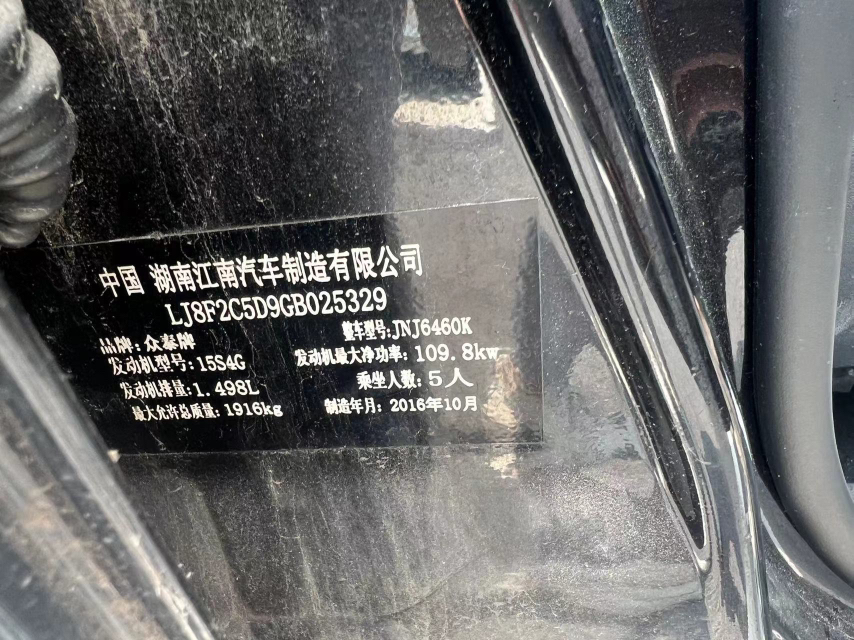 中国 湖南江南汽车制造有限公司
LJ8F2C5D9GB025329
品牌:众泰牌 整车型号:JNJ6460K
发动机型号:15S4G 发动机最大净功率:109.8kw
发动机排量:1.498L 乘坐人数:5人
最大允许总质量:1916kg 制造年月:2016年10月